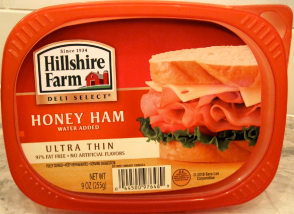 Since 1934
Hillshire
Farm
DELI SELECT
HONEY HAM
WATER ADDED
ULTRA THIN
97% FAT FREE • NO ARTIFICIAL FLAVORS
NET WT
9 OZ (255g)